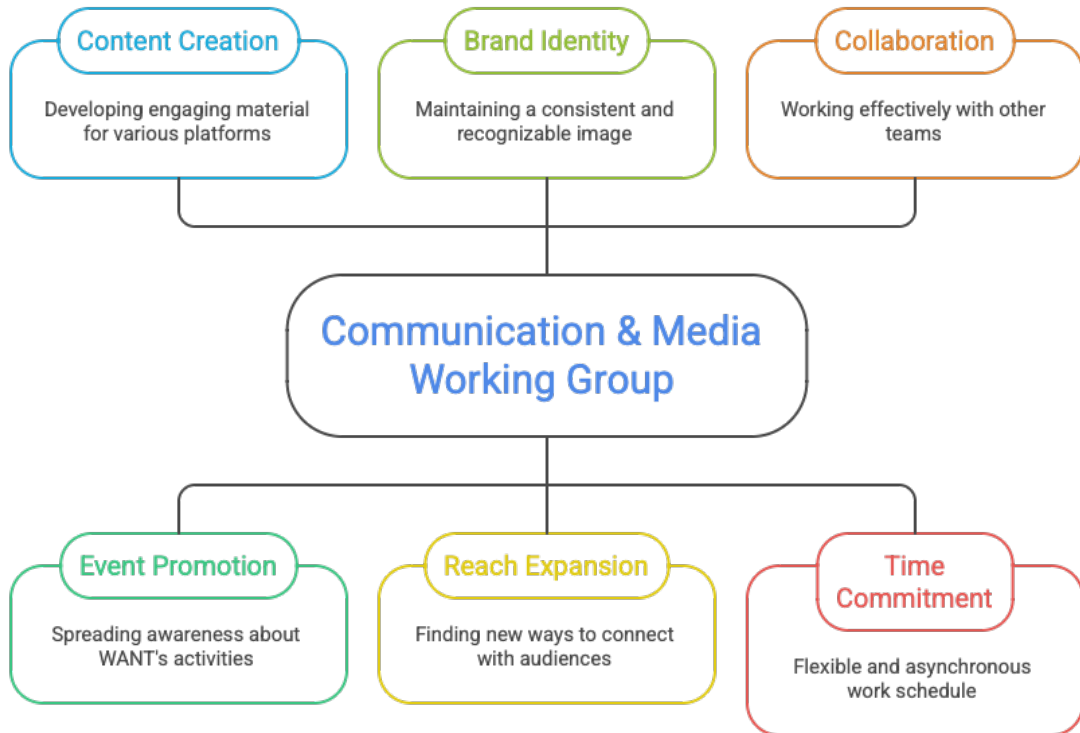 Content Creation
Developing engaging material
for various platforms
Brand Identity
Maintaining a consistent and
recognizable image
Collaboration
Working effectively with other
teams
Communication & Media
Working Group
Event Promotion
Spreading awareness about
WANT's activities
Reach Expansion
Finding new ways to connect
with audiences
Time
Commitment
Flexible and asynchronous
work schedule